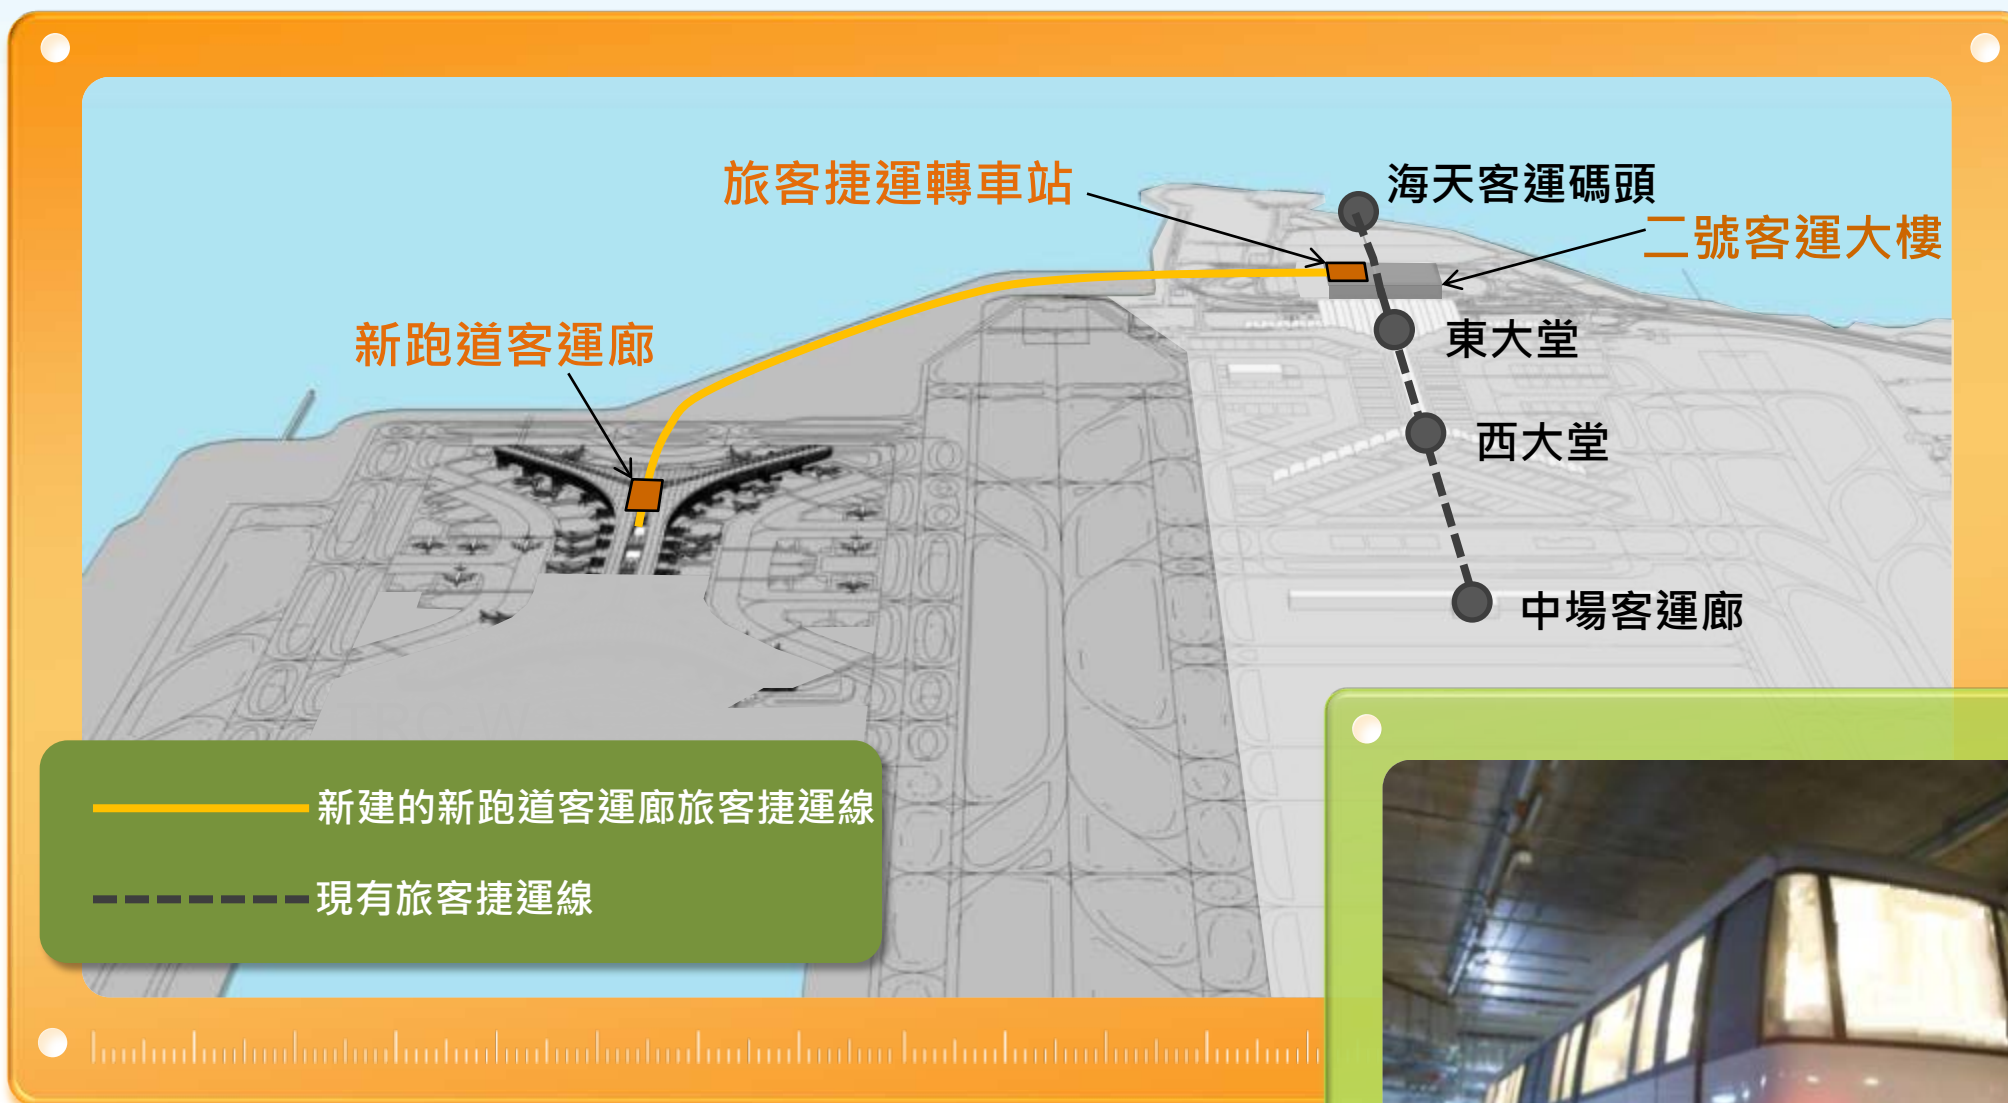 旅客捷運轉車站
海天客運碼頭
二號客運大樓
新跑道客運廊
東大堂
西大堂
中場客運廊
新建的新跑道客運廊旅客捷運線
現有旅客捷運線